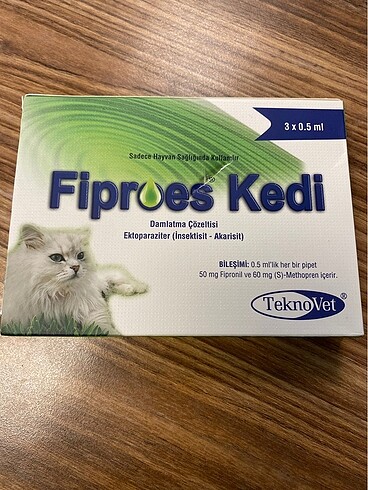 3 x 0.5 ml
Sadece Hayvan Sağlığında Kullanılır
Fiproes Kedi
Damlatma Çözeltisi
Ektoparaziter (İnsektisit - Akarisit)
BİLEŞİMİ: 0.5 ml'lik her bir pipet
50 mg Fipronil ve 60 mg (S)-Methopren içerir.
TeknoVet®